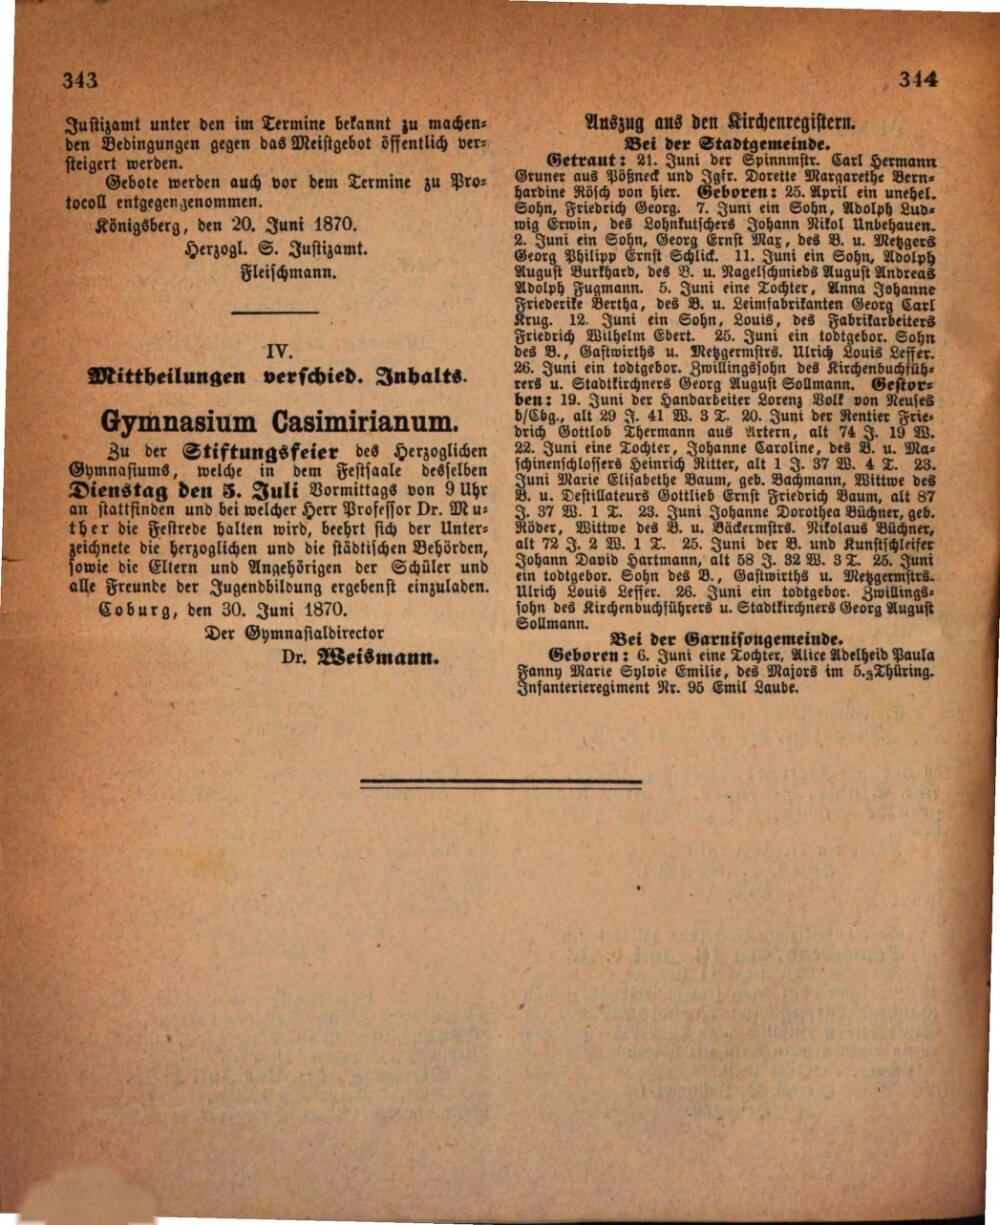 343
Justizamt unter den im Termine bekannt zu machen-
den Bedingungen gegen das Meistgebot öffentlich ver-
steigert werden.
Gebote werden auch vor dem Termine zu Pro-
tocoll entgegengenommen.
Königsberg, den 20. Juni 1870.
Herzogl. S. Justizamt.
Fleischmann.
IV.
Mittheilungen verschied. Inhalts.
Gymnasium Casimirianum.
Zu der Stiftungsfeier des Herzoglichen
Gymnasiums, welche in dem Festsaale desselben
Dienstag den 5. Juli Vormittags von 9 Uhr
an stattfinden und bei welcher Herr Professor Dr. Mu-
ther die Festrede halten wird, beehrt sich der Unter-
zeichnete die herzoglichen und die städtischen Behörden,
sowie die Eltern und Angehörigen der Schüler und
alle Freunde der Jugendbildung ergebenst einzuladen.
Coburg, den 30. Juni 1870.
Der Gymnasialdirector
Dr. Weismann.
344
Auszug aus den Kirchenregistern.
Bei der Stadtgemeinde.
Getraut: 21. Juni der Spinnmstr. Carl Hermann
Gruner aus Pößneck und Jgfr. Dorette Margarethe Bern-
hardine Rösch von hier. Geboren: 25. April ein unehel.
Sohn, Friedrich Georg. 7. Juni ein Sohn, Adolph Lud-
wig Erwin, des Lohnkutschers Johann Nikol Unbehauen.
2. Juni ein Sohn, Georg Ernst Max, des B. u. Metzgers
Georg Philipp Ernst Schlick. 11. Juni ein Sohn, Adolph
August Burkhard, des B. u. Nagelschmieds August Andreas
Adolph Fugmann. 5. Juni eine Tochter, Anna Johanne
Friederike Bertha, des B. u. Leimfabrikanten Georg Carl
Krug. 12. Juni ein Sohn, Louis, des Fabrikarbeiters
Friedrich Wilhelm Ebert. 25. Juni ein todtgebor. Sohn
des B., Gastwirths u. Metzgermstrs. Ulrich Louis Leffer.
26. Juni ein todtgebor. Zwillingssohn des Kirchenbuchfüh-
rers u. Stadtkirchners Georg August Sollmann. Gestor-
ben: 19. Juni der Handarbeiter Lorenz Volk von Neuses
b/Cbg., alt 29 J. 41 W. 3 T. 20. Juni der Rentier Frie-
drich Gottlob Thermann aus Artern, alt 74 J. 19 W.
22. Juni eine Tochter, Johanne Caroline, des B. u. Ma-
schinenschlossers Heinrich Ritter, alt 1 J. 37 W. 4 T. 23.
Juni Marie Elisabethe Baum, geb. Bachmann, Wittwe des
B. u. Destillateurs Gottlieb Ernst Friedrich Baum, alt 87
J. 37 W. 1 T. 23. Juni Johanne Dorothea Büchner, geb.
Röder, Wittwe des B. u. Bäckermstrs. Nikolaus Büchner,
alt 72 J. 2 W. 1 T. 25. Juni der B. und Kunstschleifer
Johann David Hartmann, alt 58 J. 32 W. 3 T. 25. Juni
ein todtgebor. Sohn des B., Gastwirths u. Metzgermstrs.
Ulrich Louis Leffer. 26. Juni ein todtgebor. Zwillings-
sohn des Kirchenbuchführers u. Stadtkirchners Georg August
Sollmann.
Bei der Garnisongemeinde.
Geboren: 6. Juni eine Tochter, Alice Adelheid Paula
Fanny Marie Sylvie Emilie, des Majors im 5. Thüring.
Infanterieregiment Nr. 95 Emil Laube.